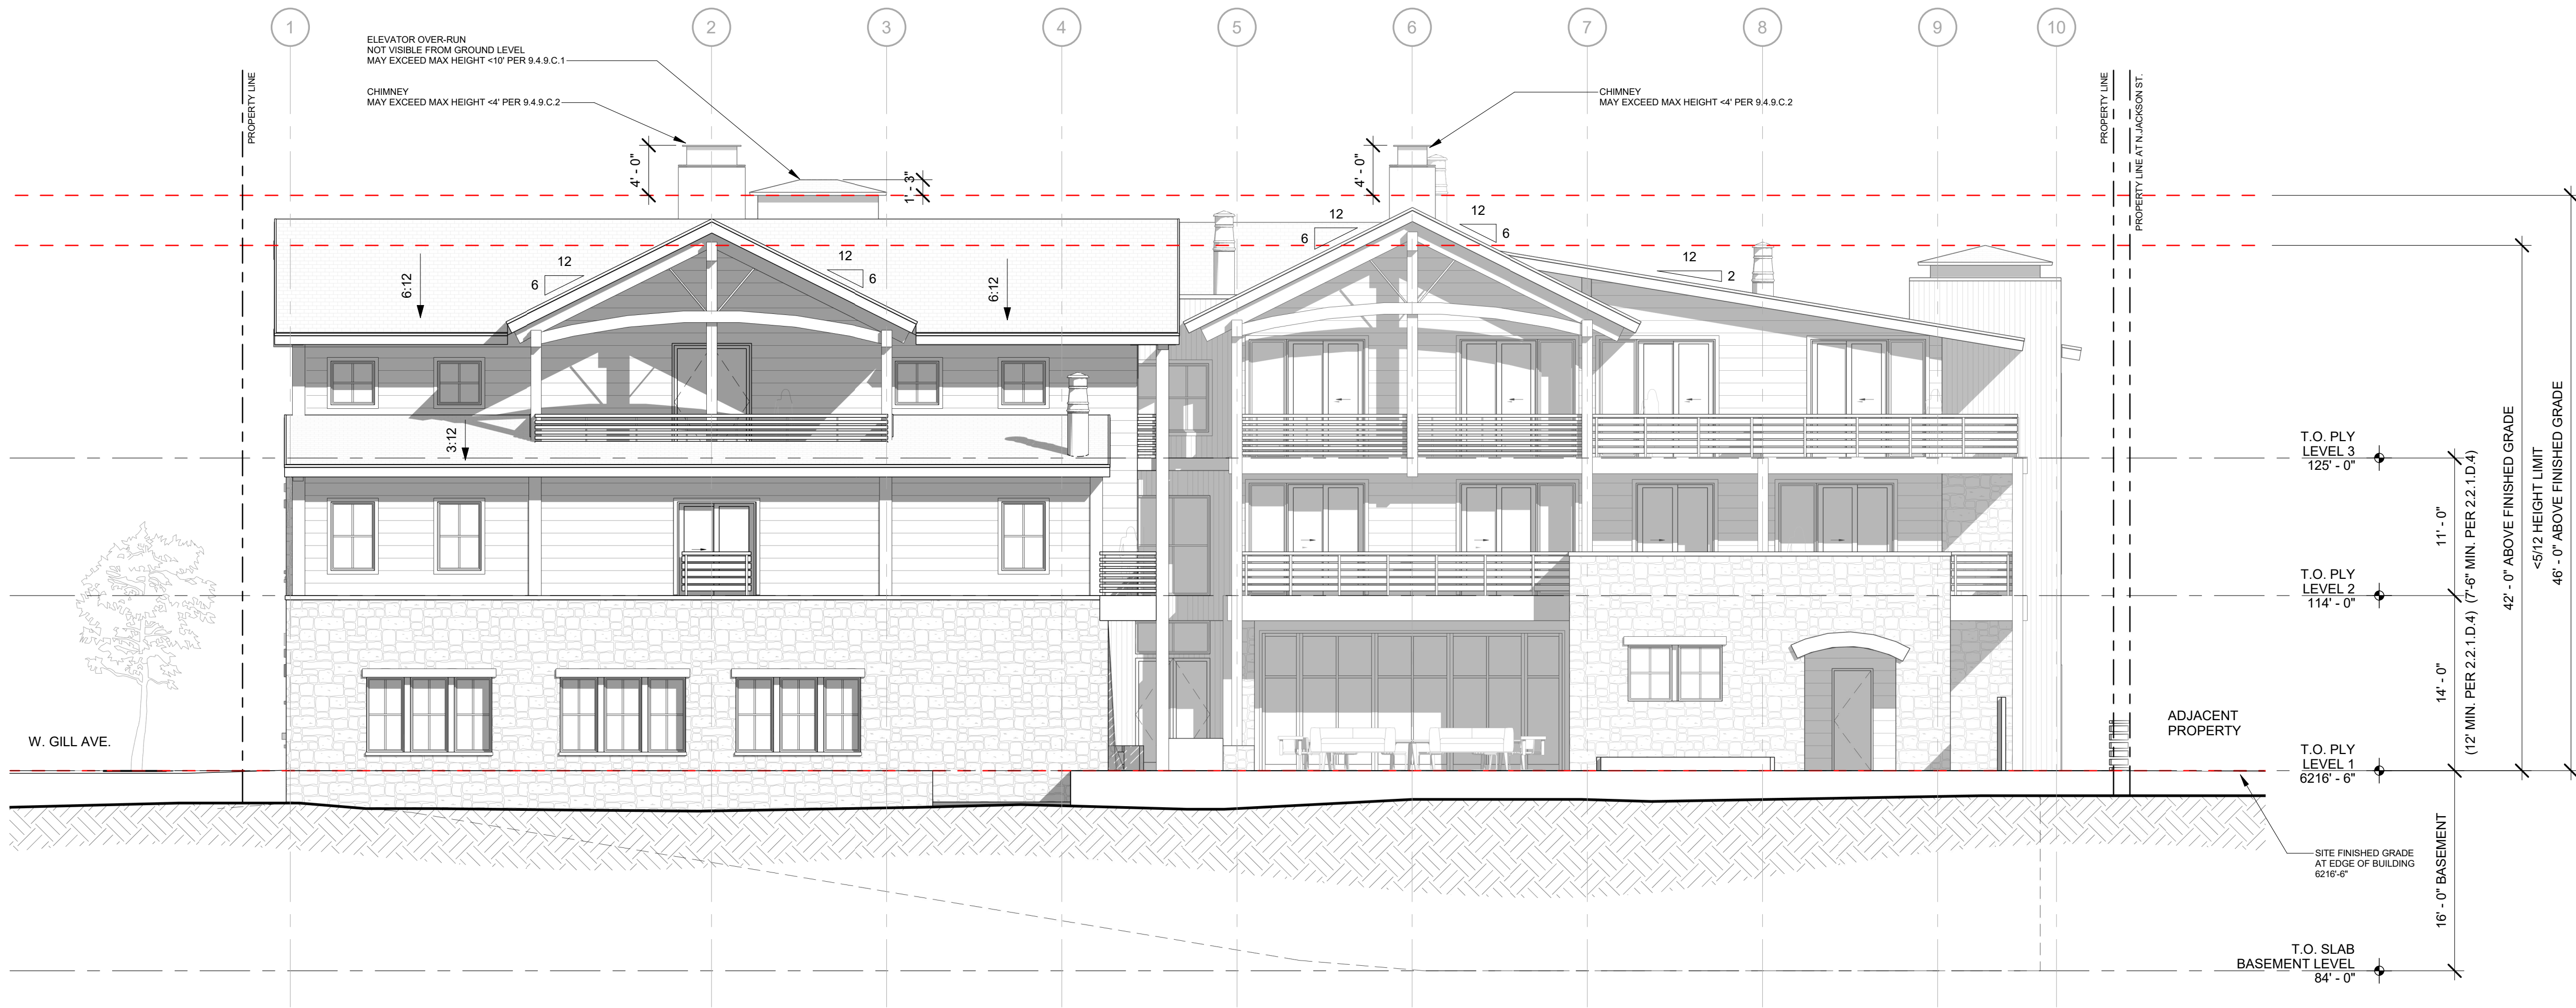 1
2
3
4
5
6
7
8
9
10
ELEVATOR OVER-RUN
NOT VISIBLE FROM GROUND LEVEL
MAY EXCEED MAX HEIGHT <10' PER 9.4.9.C.1
CHIMNEY
MAY EXCEED MAX HEIGHT <4' PER 9.4.9.C.2
CHIMNEY
MAY EXCEED MAX HEIGHT <4' PER 9.4.9.C.2
PROPERTY LINE
PROPERTY LINE
PROPERTY LINE AT N.JACKSON ST.
4' - 0"
1' - 3"
4' - 0"
12
6
12
6
12
6
12
6
12
2
6:12
6:12
3:12
T.O. PLY
LEVEL 3
125' - 0"
T.O. PLY
LEVEL 2
114' - 0"
T.O. PLY
LEVEL 1
6216' - 6"
T.O. SLAB
BASEMENT LEVEL
84' - 0"
11' - 0"
(7'-6" MIN. PER 2.2.1.D.4)
14' - 0"
(12' MIN. PER 2.2.1.D.4)
16' - 0" BASEMENT
42' - 0" ABOVE FINISHED GRADE
<5/12 HEIGHT LIMIT
46' - 0" ABOVE FINISHED GRADE
W. GILL AVE.
ADJACENT
PROPERTY
SITE FINISHED GRADE
AT EDGE OF BUILDING
6216'-6"